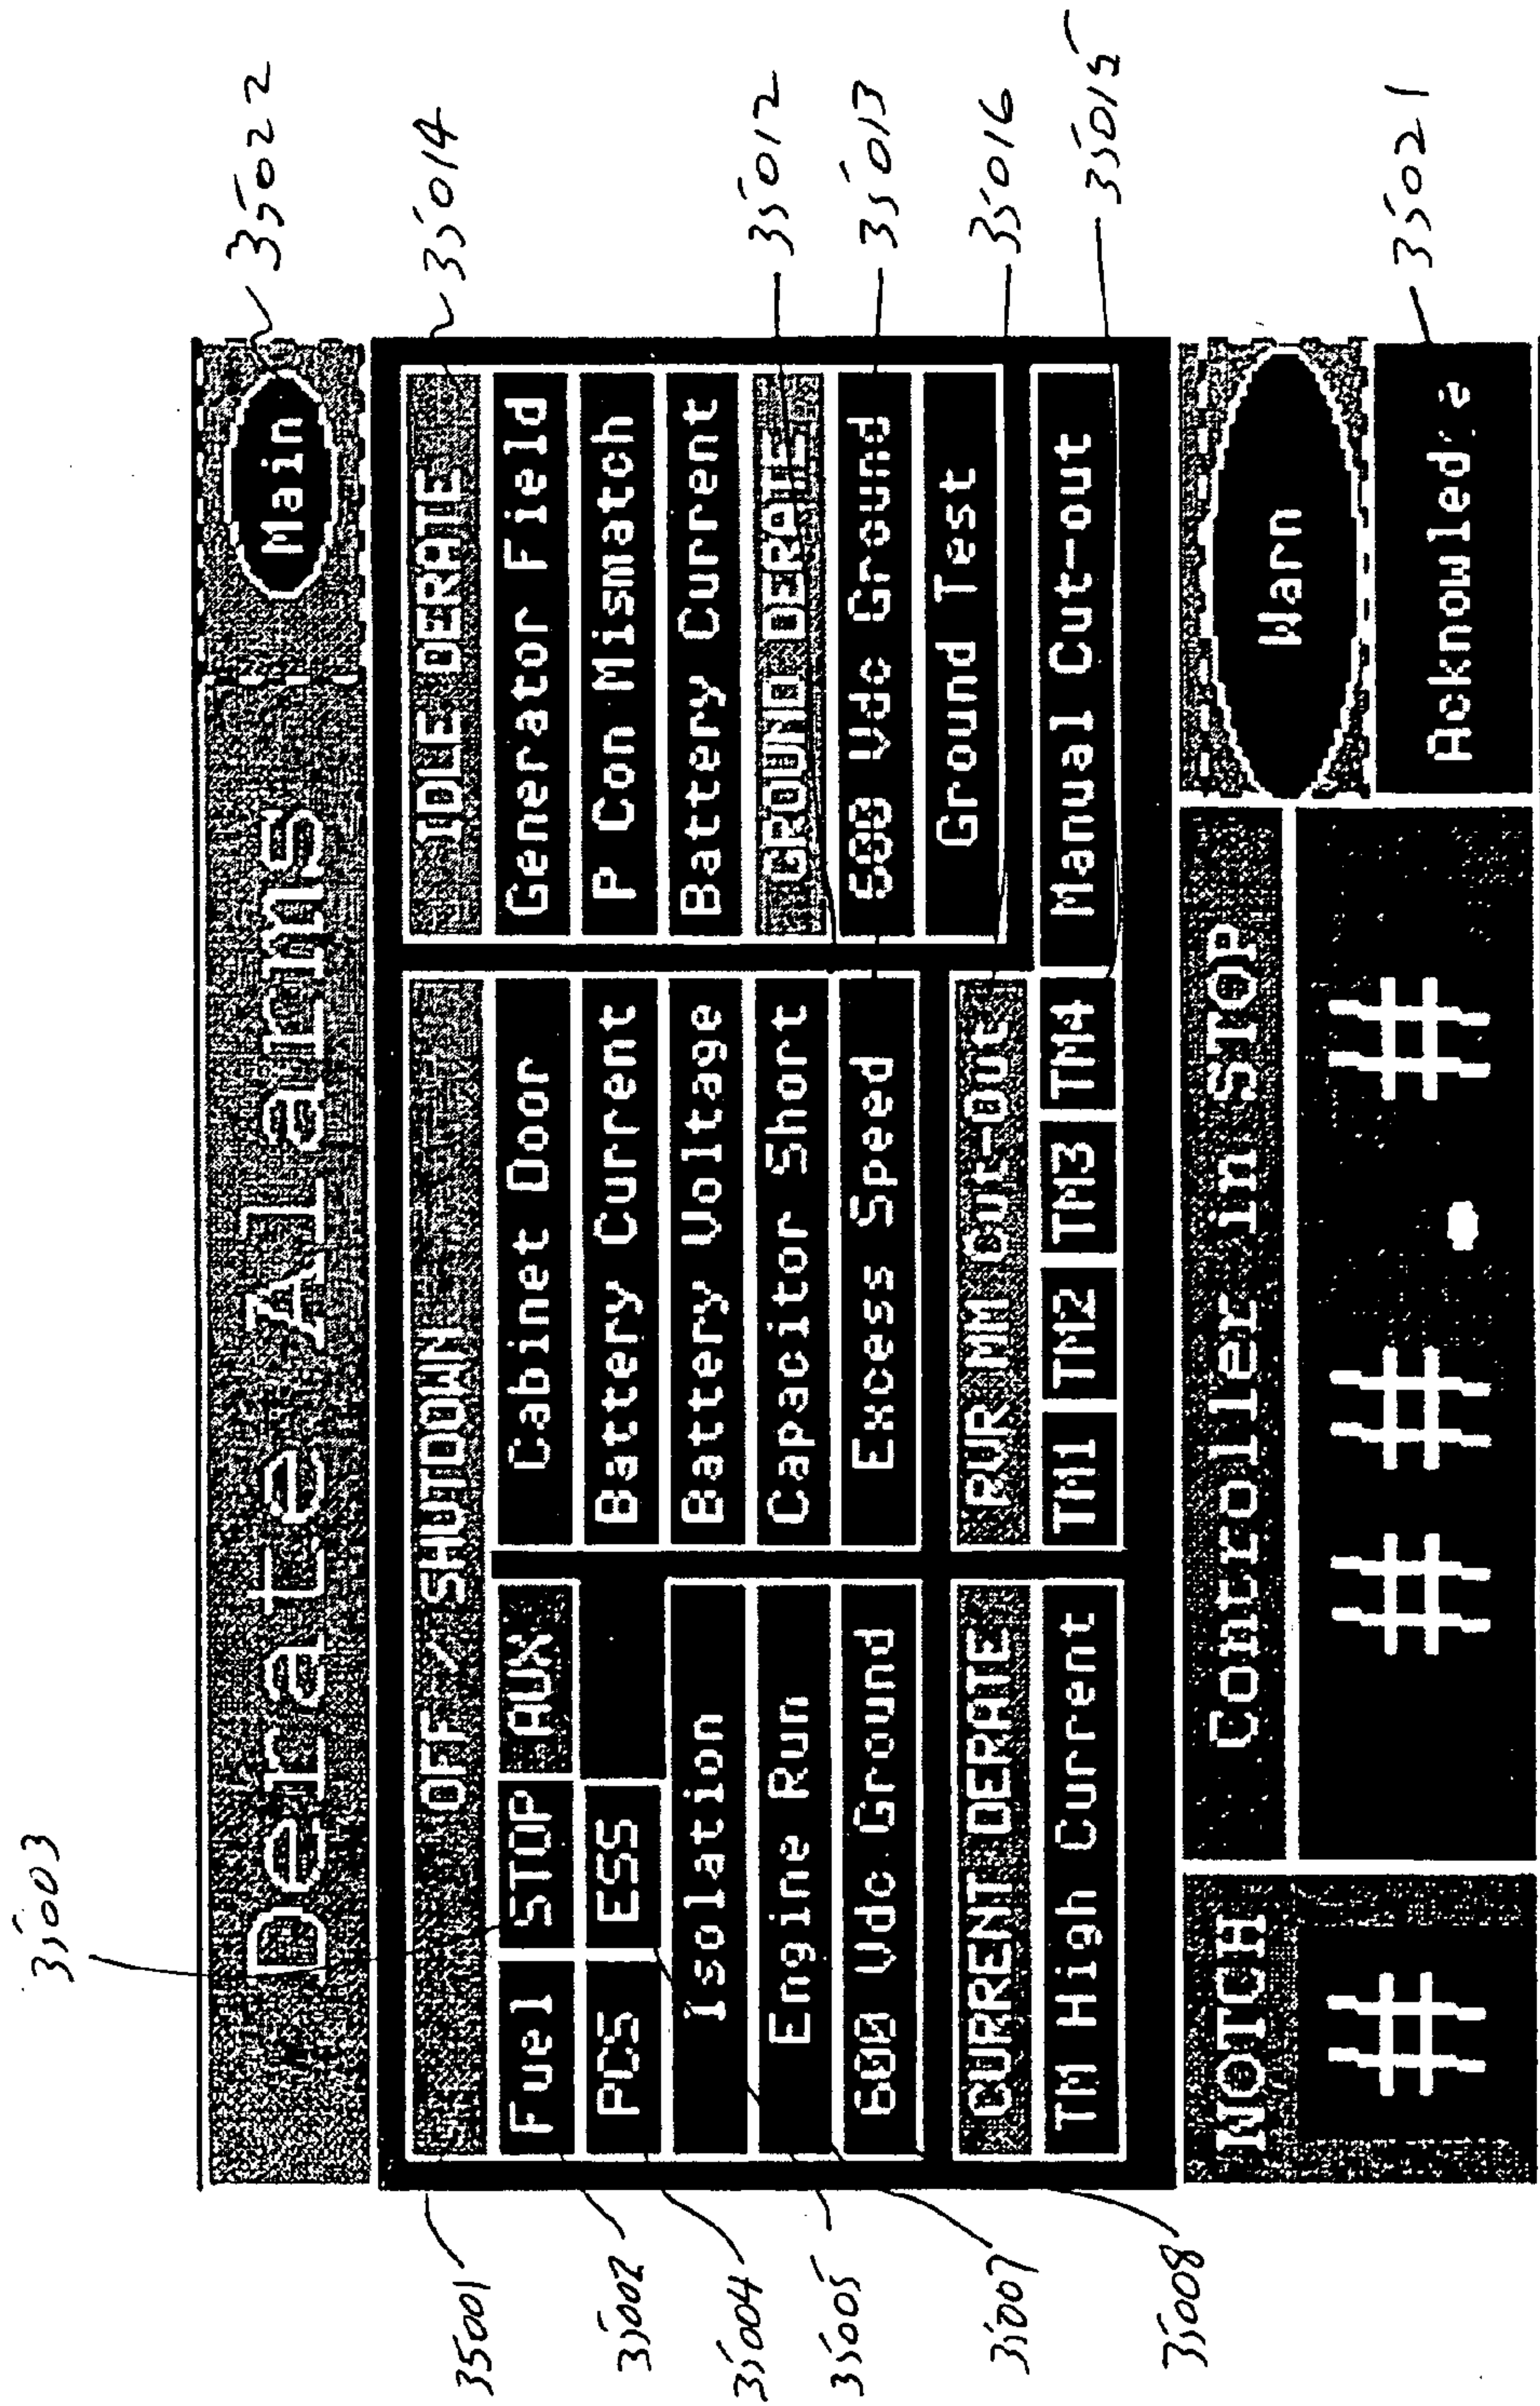 35003
35022
Derate Alarms
Main
35014
OFF/SHUTDOWN
IDLE DERATE
35001
Fuel
STOP
AUX
Cabinet Door
Generator Field
35002
PCS
ESS
Battery Current
P Con Mismatch
35004
Isolation
Battery Voltage
Battery Current
35012
Engine Run
Capacitor Short
GROUND DERATE
35005
600 Vdc Ground
Excess Speed
600 Vdc Ground
35013
35007
Ground Test
35016
CURRENT DERATE
RVR MM Cut-Out
35008
TM High Current
TM1
TM2
TM3
TM4
Manual Cut-out
35015
NOTCH
Controller in STOP
Warn
#
##.#
Acknowledge
35021